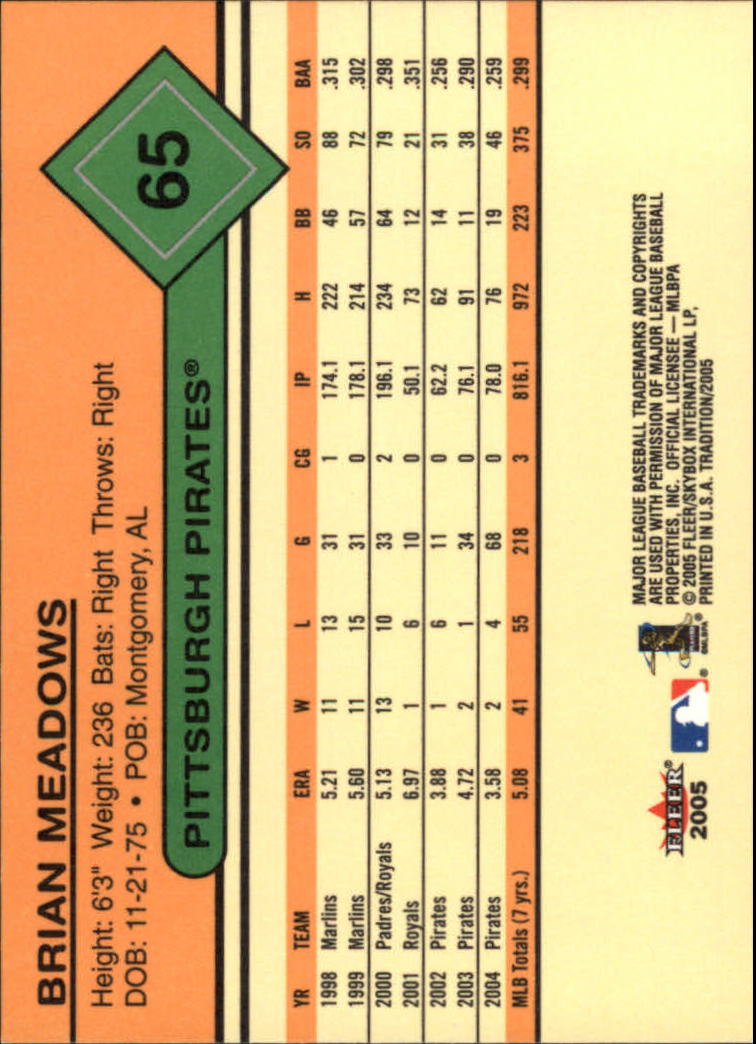 BRIAN MEADOWS
65
Height: 6'3" Weight: 236 Bats: Right Throws: Right
DOB: 11-21-75 • POB: Montgomery, AL
PITTSBURGH PIRATES®
YR TEAM ERA W L G CG IP H BB SO BAA
1998 Marlins 5.21 11 13 31 1 174.1 222 46 88 .315
1999 Marlins 5.60 11 15 31 0 178.1 214 57 72 .302
2000 Padres/Royals 5.13 13 10 33 2 196.1 234 64 79 .298
2001 Royals 6.97 1 6 10 0 50.1 73 12 21 .351
2002 Pirates 3.88 1 6 11 0 62.2 62 14 31 .256
2003 Pirates 4.72 2 1 34 0 76.1 91 11 38 .290
2004 Pirates 3.58 2 4 68 0 78.0 76 19 46 .259
MLB Totals (7 yrs.) 5.08 41 55 218 3 816.1 972 223 375 .299
FLEER®
2005
®
®
©MLBPA
MAJOR LEAGUE BASEBALL TRADEMARKS AND COPYRIGHTS
ARE USED WITH PERMISSION OF MAJOR LEAGUE BASEBALL
PROPERTIES, INC. OFFICIAL LICENSEE — MLBPA
© 2005 FLEER/SKYBOX INTERNATIONAL LP,
PRINTED IN U.S.A. TRADITION/2005